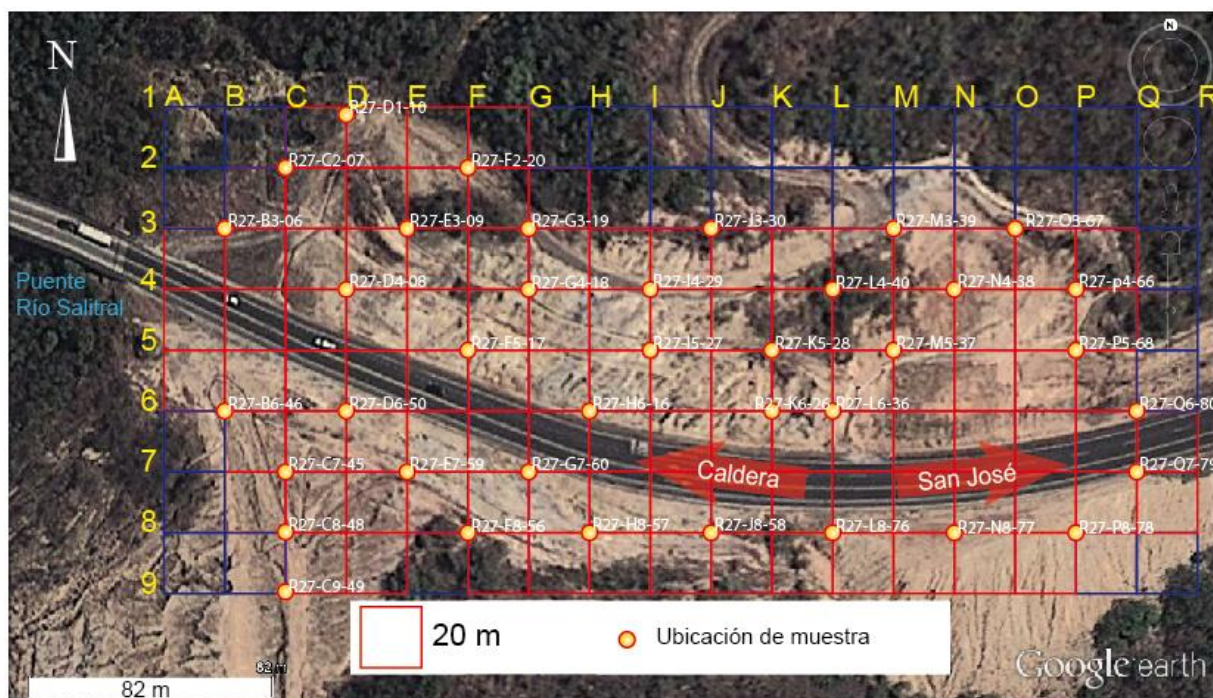 N
N
1 A B C D E F G H I J K L M N O P Q R
R27-D1-10
2
R27-C2-07
R27-F2-20
3
R27-B3-06
R27-E3-09
R27-G3-19
R27-J3-30
R27-M3-39
R27-O3-67
Puente
Río Salitral
4
R27-D4-08
R27-G4-18
R27-I4-29
R27-L4-40
R27-N4-38
R27-p4-66
5
R27-F5-17
R27-I5-27
R27-K5-28
R27-M5-37
R27-P5-68
6
R27-B6-46
R27-D6-50
R27-H6-16
R27-K6-26
R27-L6-36
R27-Q6-80
7
R27-C7-45
R27-E7-59
R27-G7-60
Caldera
San José
R27-Q7-79
8
R27-C8-48
R27-F8-56
R27-H8-57
R27-J8-58
R27-L8-76
R27-N8-77
R27-P8-78
9
R27-C9-49
20 m
Ubicación de muestra
82 m
82 m
Google earth